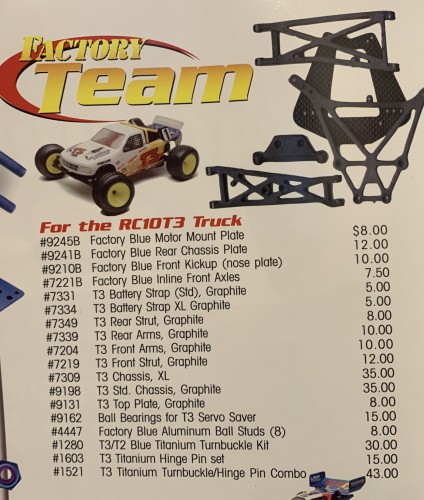 FACTORY
Team
For the RC10T3 Truck
#9245B Factory Blue Motor Mount Plate $8.00
#9241B Factory Blue Rear Chassis Plate 12.00
#9210B Factory Blue Front Kickup (nose plate) 10.00
#7221B Factory Blue Inline Front Axles 7.50
#7331 T3 Battery Strap (Std), Graphite 5.00
#7334 T3 Battery Strap XL Graphite 5.00
#7349 T3 Rear Strut, Graphite 8.00
#7339 T3 Rear Arms, Graphite 10.00
#7204 T3 Front Arms, Graphite 10.00
#7219 T3 Front Strut, Graphite 12.00
#7309 T3 Chassis, XL 35.00
#9198 T3 Std. Chassis, Graphite 35.00
#9131 T3 Top Plate, Graphite 8.00
#9162 Ball Bearings for T3 Servo Saver 15.00
#4447 Factory Blue Aluminum Ball Studs (8) 8.00
#1280 T3/T2 Blue Titanium Turnbuckle Kit 30.00
#1603 T3 Titanium Hinge Pin set 15.00
#1521 T3 Titanium Turnbuckle/Hinge Pin Combo 43.00